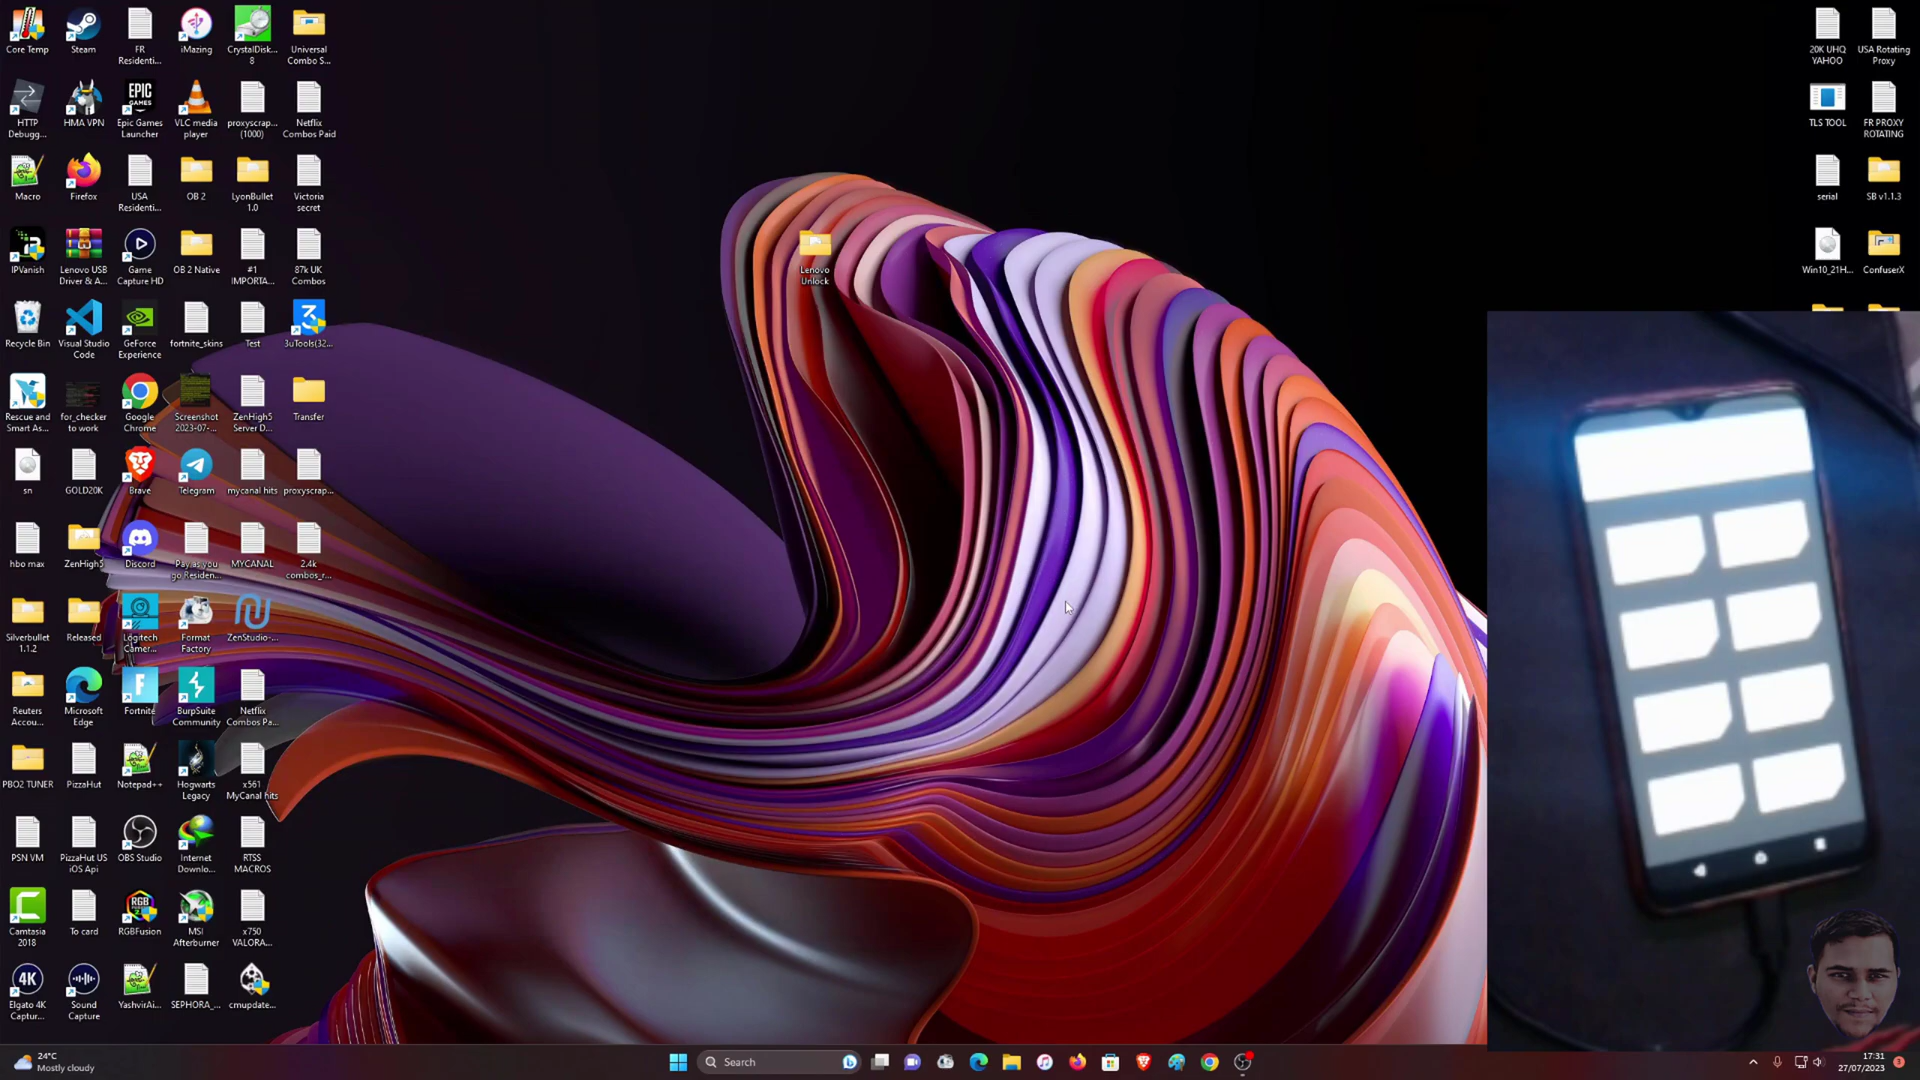 Core Temp
Steam
FR
Residenti...
iMazing
CrystalDisk...
8
Universal
Combo S...
HTTP
Debugg...
HMA VPN
EPIC
GAMES
Epic Games
Launcher
VLC media
player
proxyscrap...
(1000)
Netflix
Combos Paid
Macro
Firefox
USA
Residenti...
OB 2
LyonBullet
1.0
Victoria
secret
IPVanish
Lenovo USB
Driver & A...
Game
Capture HD
OB 2 Native
#1
IMPORTA...
87k UK
Combos
Recycle Bin
Visual Studio
Code
GeForce
Experience
fortnite_skins
Test
3uTools(32...
Rescue and
Smart As...
for_checker
to work
Google
Chrome
Screenshot
2023-07-...
ZenHigh5
Server D...
Transfer
sn
GOLD20K
Brave
Telegram
mycanal hits
proxyscrap...
hbo max
ZenHigh5
Discord
Pay as you
go Residen...
MYCANAL
2.4k
combos_r...
Silverbullet
1.1.2
Released
Logitech
Camer...
Format
Factory
ZenStudio-...
Reuters
Accou...
Microsoft
Edge
F
Fortnite
BurpSuite
Community
Netflix
Combos Pa...
PBO2 TUNER
PizzaHut
Notepad++
Hogwarts
Legacy
x561
MyCanal hits
PSN VM
PizzaHut US
iOS Api
OBS Studio
Internet
Downlo...
RTSS
MACROS
Camtasia
2018
To card
RGB
RGBFusion
MSI
Afterburner
x750
VALORA...
4K
Elgato 4K
Captur...
Sound
Capture
YashvirAi...
SEPHORA_...
cmupdate...
Lenovo
Unlock
20K UHQ
YAHOO
USA Rotating
Proxy
TLS TOOL
FR PROXY
ROTATING
serial
SB v1.1.3
Win10_21H...
ConfuserX
24°C
Mostly cloudy
Search
17:31
27/07/2023